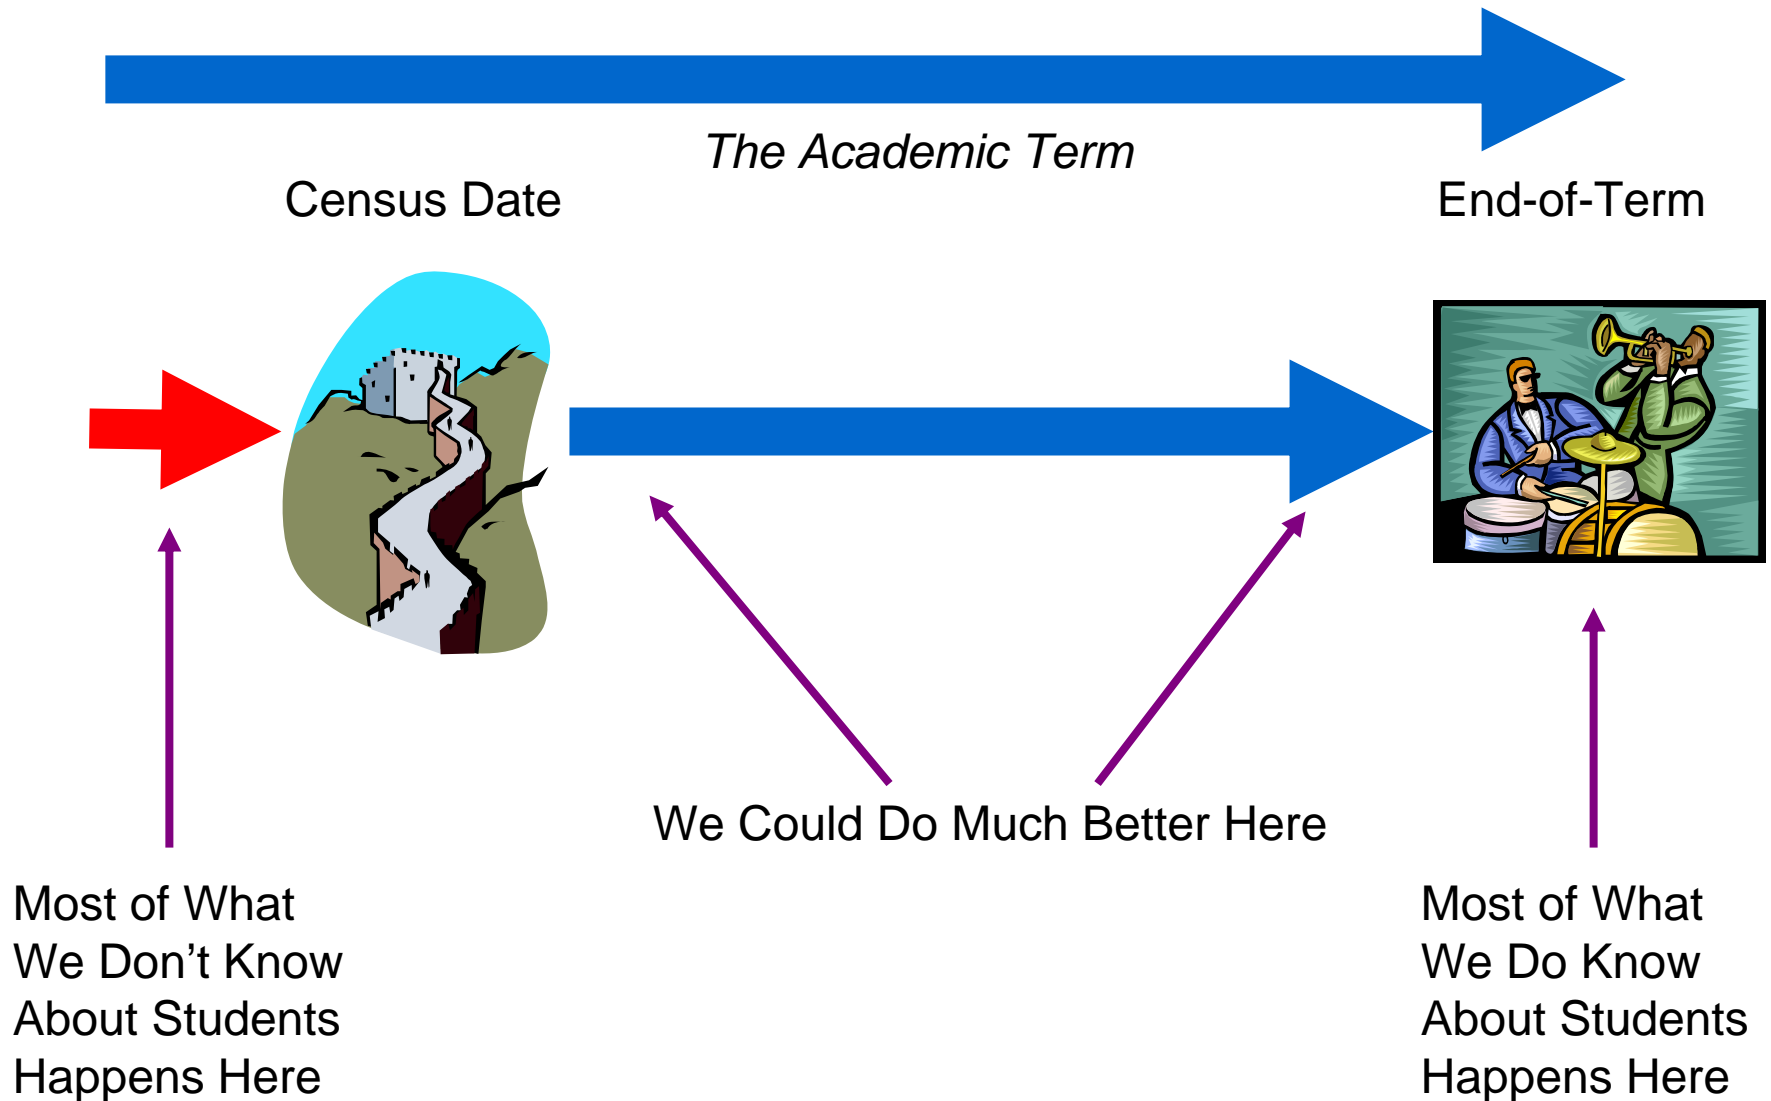 The Academic Term
Census Date
End-of-Term
We Could Do Much Better Here
Most of What
We Don’t Know
About Students
Happens Here
Most of What
We Do Know
About Students
Happens Here